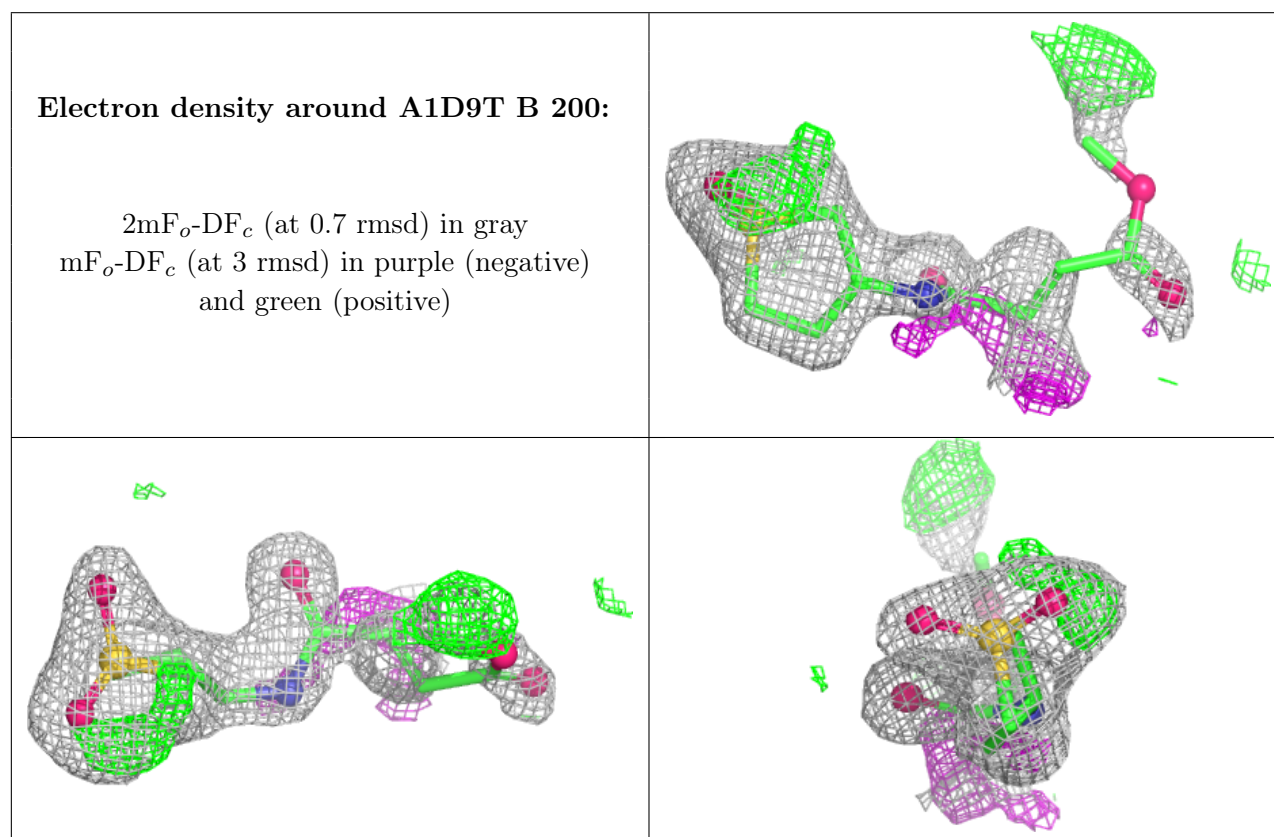 Electron density around A1D9T B 200:
2mFo-DFc (at 0.7 rmsd) in gray
mFo-DFc (at 3 rmsd) in purple (negative)
and green (positive)